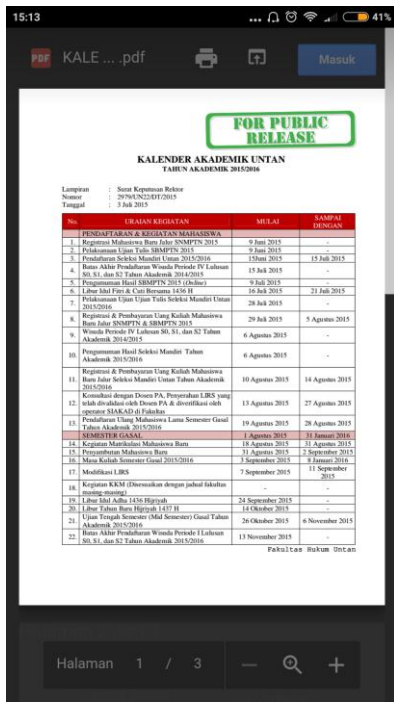 15:13
... 41%
PDF KALE ... .pdf Masuk
FOR PUBLIC
RELEASE
KALENDER AKADEMIK UNTAN
TAHUN AKADEMIK 2015/2016
Lampiran : Surat Keputusan Rektor
Nomor : 2979/UN22/DT/2015
Tanggal : 3 Juli 2015
No. URAIAN KEGIATAN MULAI SAMPAI
DENGAN
PENDAFTARAN & KEGIATAN MAHASISWA
1. Registrasi Mahasiswa Baru Jalur SNMPTN 2015 9 Juni 2015 -
2. Pelaksanaan Ujian Tulis SBMPTN 2015 9 Juni 2015 -
3. Pendaftaran Seleksi Mandiri Untan 2015/2016 15Juni 2015 15 Juli 2015
4. Batas Akhir Pendaftaran Wisuda Periode IV Lulusan
S0, S1, dan S2 Tahun Akademik 2014/2015 15 Juli 2015 -
5. Pengumuman Hasil SBMPTN 2015 (Online) 9 Juli 2015 -
6. Libur Idul Fitri & Cuti Bersama 1436 H 16 Juli 2015 21 Juli 2015
7. Pelaksanaan Ujian Ujian Tulis Seleksi Mandiri Untan
2015/2016 28 Juli 2015 -
8. Registrasi & Pembayaran Uang Kuliah Mahasiswa
Baru Jalur SNMPTN & SBMPTN 2015 29 Juli 2015 5 Agustus 2015
9. Wisuda Periode IV Lulusan S0, S1, dan S2 Tahun
Akademik 2014/2015 6 Agustus 2015 -
10. Pengumuman Hasil Seleksi Mandiri Tahun
Akademik 2015/2016 6 Agustus 2015 -
11. Registrasi & Pembayaran Uang Kuliah Mahasiswa
Baru Jalur Seleksi Mandiri Untan Tahun Akademik
2015/2016 10 Agustus 2015 14 Agustus 2015
12. Konsultasi dengan Dosen PA, Penyerahan LIRS yang
telah divalidasi oleh Dosen PA & diverifikasi oleh
operator SIAKAD di Fakultas 13 Agustus 2015 27 Agustus 2015
13. Pendaftaran Ulang Mahasiswa Lama Semester Gasal
Tahun Akademik 2015/2016 19 Agustus 2015 28 Agustus 2015
SEMESTER GASAL 1 Agustus 2015 31 Januari 2016
14. Kegiatan Matrikulasi Mahasiswa Baru 18 Agustus 2015 31 Agustus 2015
15. Penyambutan Mahasiswa Baru 31 Agustus 2015 2 September 2015
16. Masa Kuliah Semester Gasal 2015/2016 3 September 2015 8 Januari 2016
17. Modifikasi LIRS 7 September 2015 11 September
2015
18. Kegiatan KKM (Disesuaikan dengan jadual fakultas
masing-masing) - -
19. Libur Idul Adha 1436 Hijriyah 24 September 2015 -
20. Libur Tahun Baru Hijriyah 1437 H 14 Oktober 2015 -
21. Ujian Tengah Semester (Mid Semester) Gasal Tahun
Akademik 2015/2016 26 Oktober 2015 6 November 2015
22. Batas Akhir Pendaftaran Wisuda Periode I Lulusan
S0, S1, dan S2 Tahun Akademik 2015/2016 13 November 2015 -
Fakultas Hukum Untan
Halaman 1 / 3